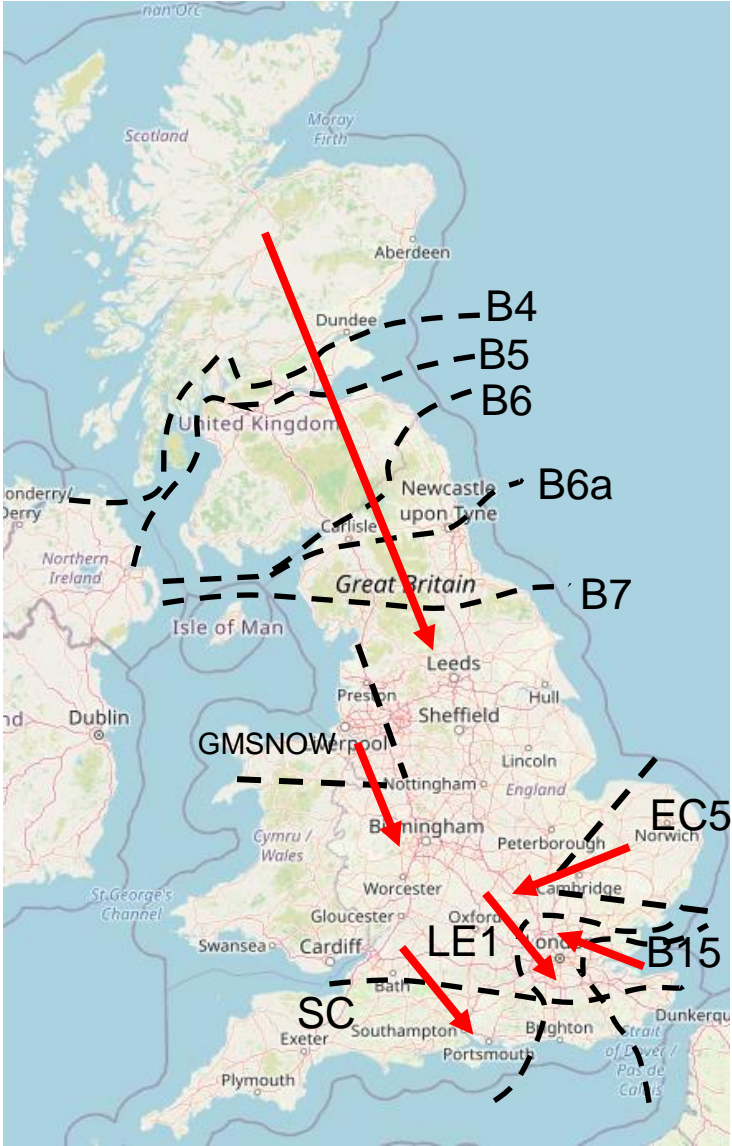 nan Orc
Moray
Firth
Scotland
Aberdeen
B4
Dundee
B5
B6
United Kingdom
B6a
onderry/
Derry
Newcastle
upon Tyne
Carlisle
Northern
Ireland
Great Britain
B7
Isle of Man
Leeds
Preston
Hull
nd
Dublin
Sheffield
GMSNOW
erpool
Lincoln
Nottingham
England
EC5
Birmingham
Norwich
Cymru /
Wales
Peterborough
Worcester
Cambridge
St George's
Channel
Gloucester
Oxford
LE1
Swansea
Cardiff
ond
B15
Bath
SC
Southampton
Brighton
Dunkerqu
Exeter
Portsmouth
Strait
of Dover /
Pas de
Calais
Plymouth